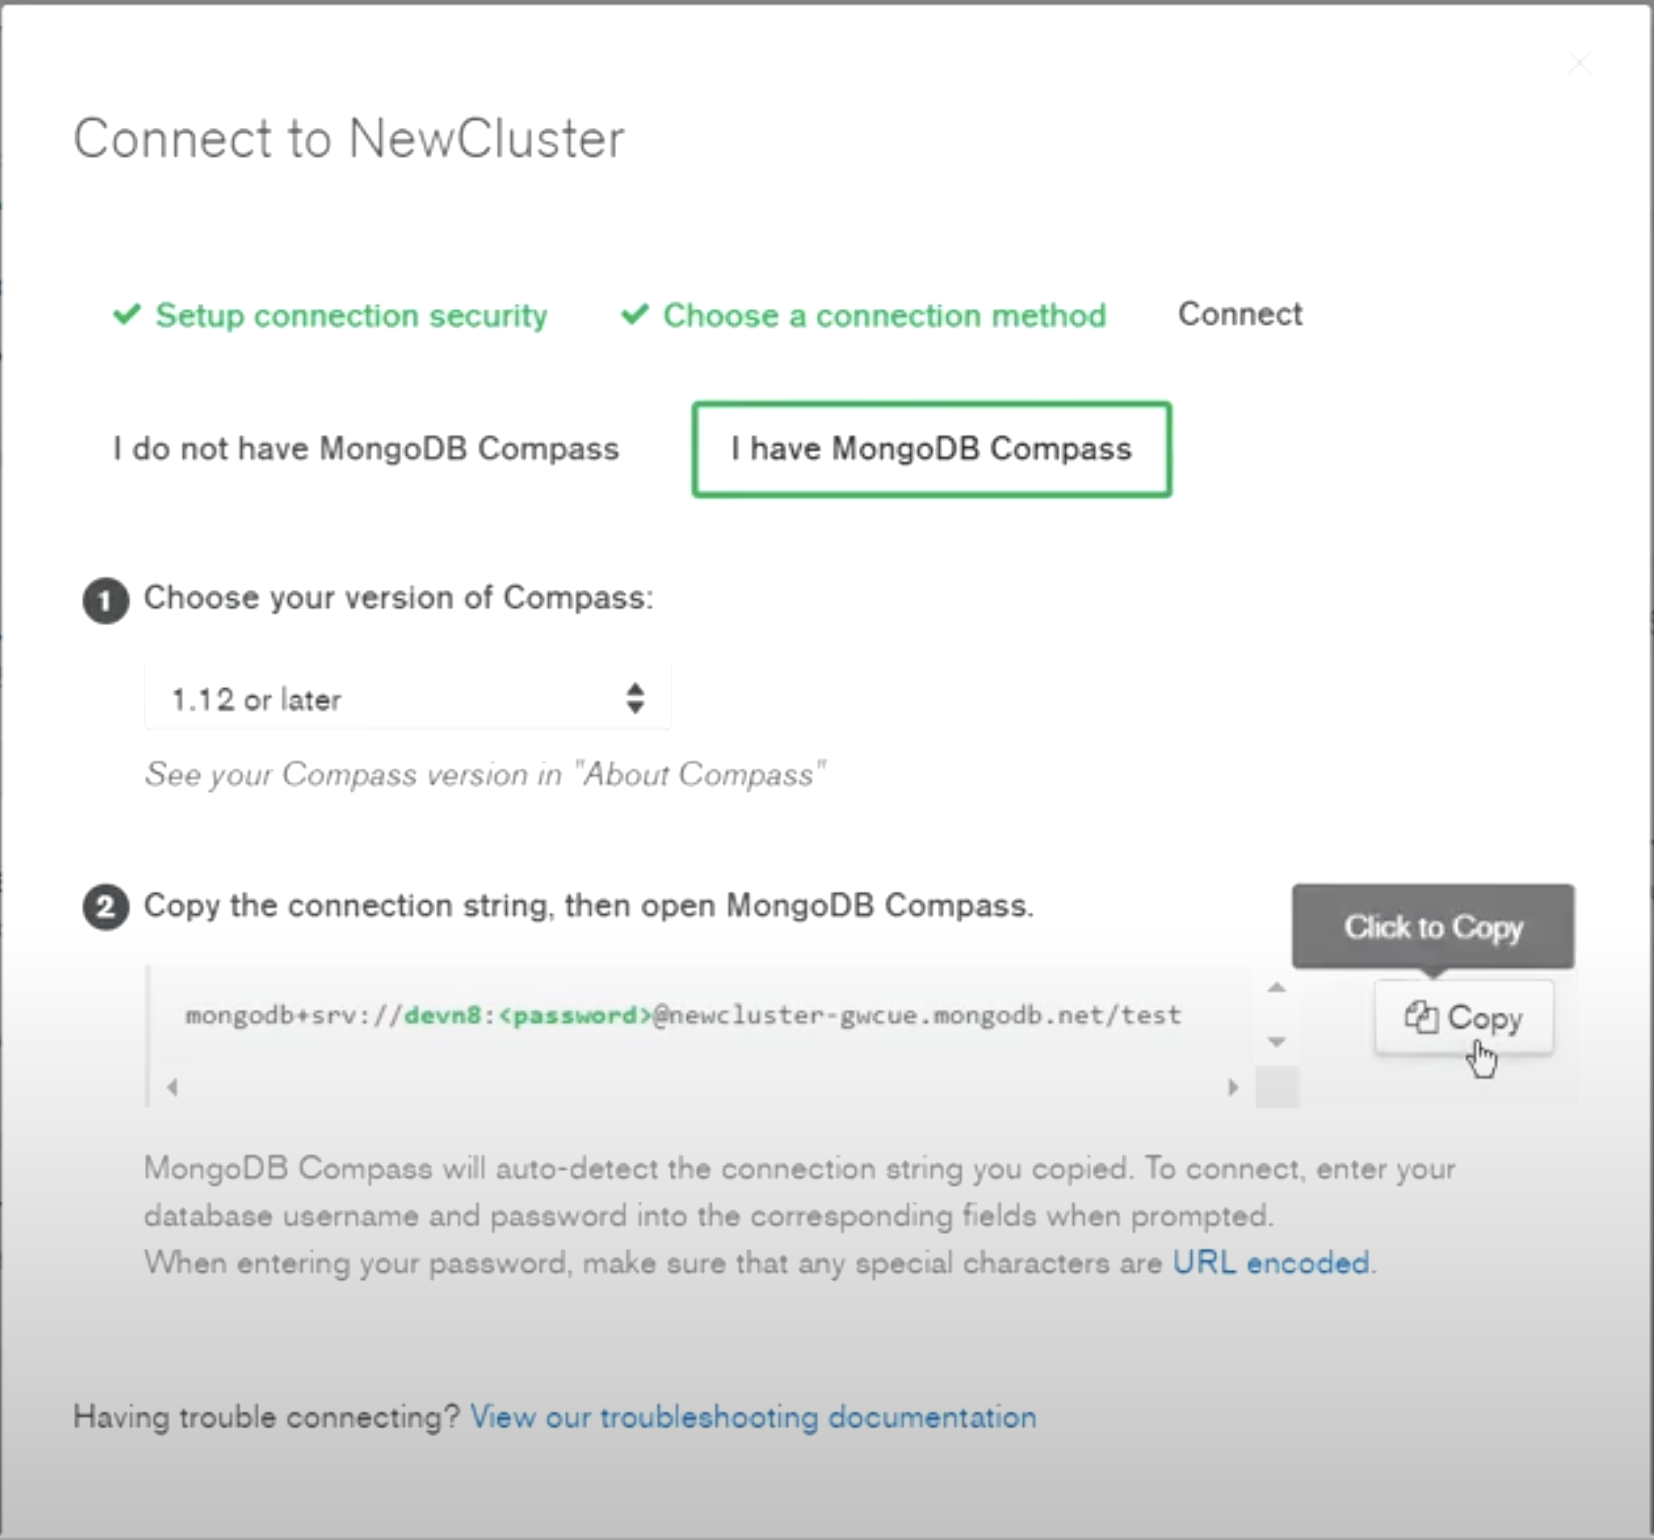 Connect to NewCluster
✔ Setup connection security ✔ Choose a connection method Connect
I do not have MongoDB Compass I have MongoDB Compass
1 Choose your version of Compass:
1.12 or later
See your Compass version in "About Compass"
2 Copy the connection string, then open MongoDB Compass.
Click to Copy
mongodb+srv://devn8:<password>@newcluster-gwcue.mongodb.net/test
Copy
MongoDB Compass will auto-detect the connection string you copied. To connect, enter your
database username and password into the corresponding fields when prompted.
When entering your password, make sure that any special characters are URL encoded.
Having trouble connecting? View our troubleshooting documentation